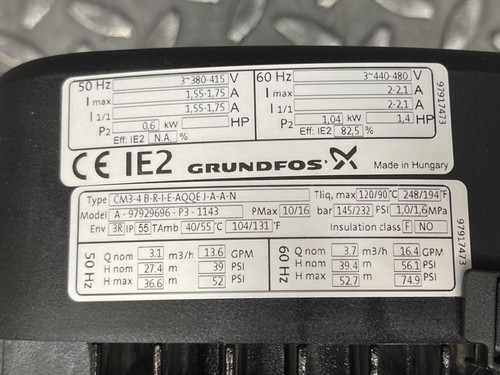 50 Hz 3~380-415 V
I max 1,55-1,75 A
I 1/1 1,55-1,75 A
P2 0,6 kW HP
Eff: IE2 N.A. %
60 Hz 3~440-480 V
I max 2-2,1 A
I 1/1 2-2,1 A
P2 1,04 kW 1,4 HP
Eff: IE2 82,5 %
97917473
CE IE2 GRUNDFOS Made in Hungary
Type CM3-4 B-R-I-E-AQQE J-A-A-N Tliq, max 120/90 °C 248/194 °F
Model A - 97929696 - P3 - 1143 PMax 10/16 bar 145/232 PSI 1,0/1,6 MPa
Env 3R IP 55 TAmb 40/55 °C 104/131 °F Insulation class F NO
50 Hz
Q nom 3.1 m3/h 13.6 GPM
H nom 27.4 m 39 PSI
H max 36.6 m 52 PSI
60 Hz
Q nom 3.7 m3/h 16.4 GPM
H nom 39.4 m 56.1 PSI
H max 52.7 m 74.9 PSI
97917473